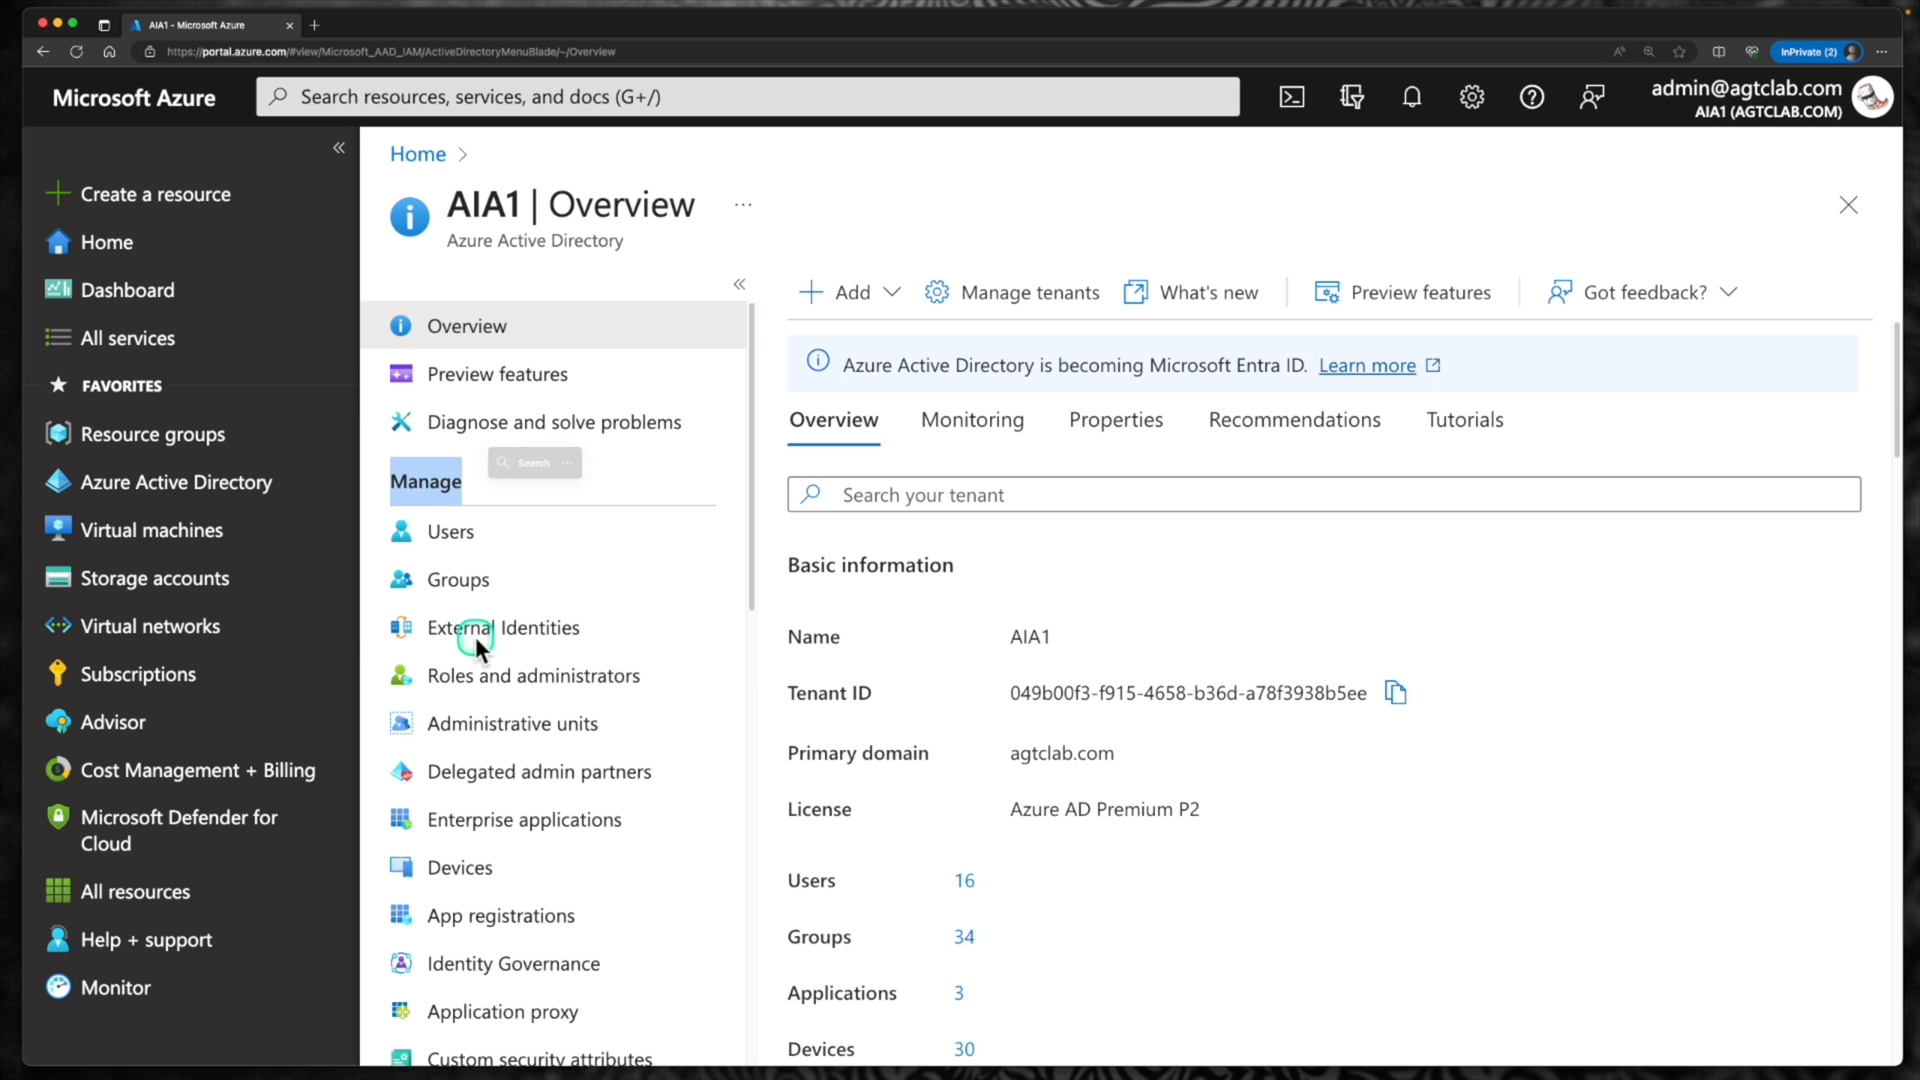 AIA1 - Microsoft Azure
https://portal.azure.com/#view/Microsoft_AAD_IAM/ActiveDirectoryMenuBlade/~/Overview
InPrivate (2)
Microsoft Azure
Search resources, services, and docs (G+/)
admin@agtclab.com
AIA1 (AGTCLAB.COM)
Create a resource
Home
Dashboard
All services
FAVORITES
Resource groups
Azure Active Directory
Virtual machines
Storage accounts
Virtual networks
Subscriptions
Advisor
Cost Management + Billing
Microsoft Defender for
Cloud
All resources
Help + support
Monitor
Home
AIA1 | Overview
Azure Active Directory
Overview
Preview features
Diagnose and solve problems
Search
Manage
Users
Groups
External Identities
Roles and administrators
Administrative units
Delegated admin partners
Enterprise applications
Devices
App registrations
Identity Governance
Application proxy
Custom security attributes
Add
Manage tenants
What's new
Preview features
Got feedback?
Azure Active Directory is becoming Microsoft Entra ID. Learn more
Overview Monitoring Properties Recommendations Tutorials
Search your tenant
Basic information
Name AIA1
Tenant ID 049b00f3-f915-4658-b36d-a78f3938b5ee
Primary domain agtclab.com
License Azure AD Premium P2
Users 16
Groups 34
Applications 3
Devices 30